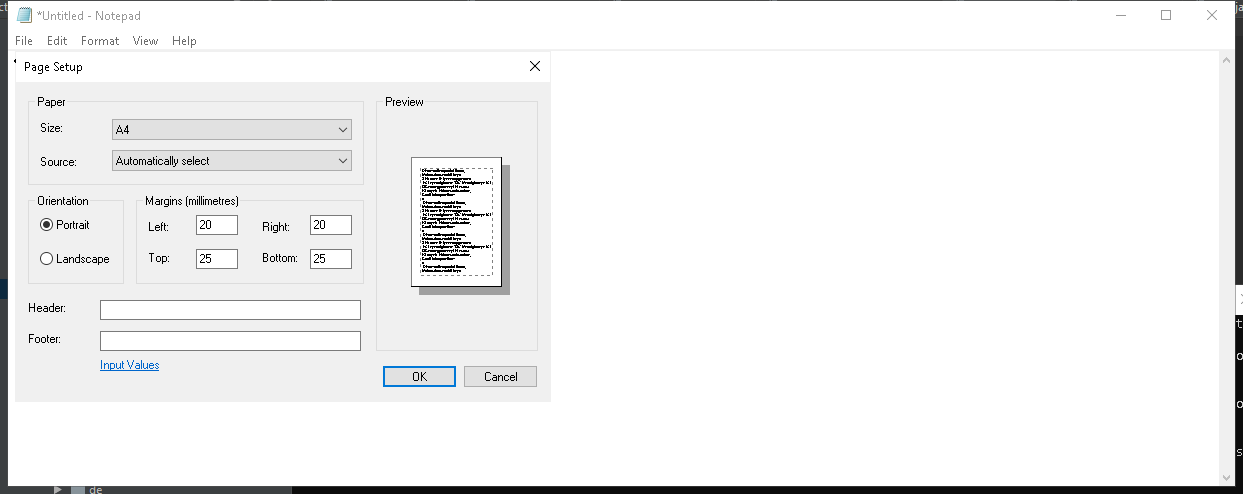 *Untitled - Notepad
File Edit Format View Help
Page Setup
Paper
Size: A4
Source: Automatically select
Orientation
Portrait
Landscape
Margins (millimetres)
Left: 20 Right: 20
Top: 25 Bottom: 25
Header:
Footer:
Input Values
Preview
OK Cancel
de